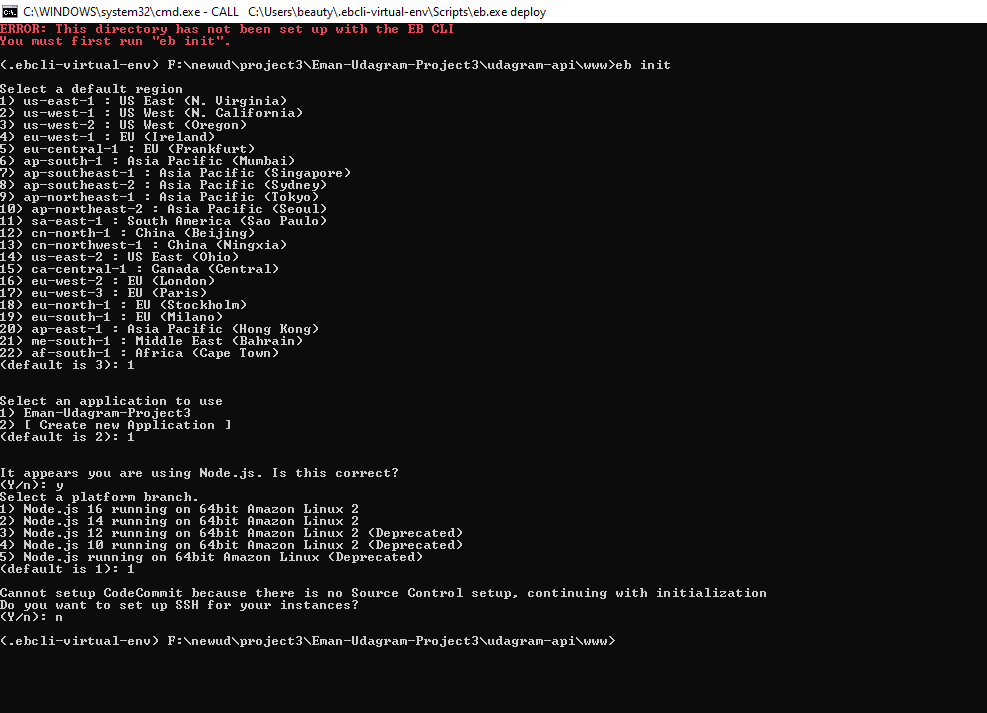 C:\WINDOWS\system32\cmd.exe - CALL C:\Users\beauty\.ebcli-virtual-env\Scripts\eb.exe deploy
ERROR: This directory has not been set up with the EB CLI
You must first run "eb init".
(.ebcli-virtual-env) F:\newud\project3\Eman-Udagram-Project3\udagram-api\www>eb init
Select a default region
1) us-east-1 : US East (N. Virginia)
2) us-west-1 : US West (N. California)
3) us-west-2 : US West (Oregon)
4) eu-west-1 : EU (Ireland)
5) eu-central-1 : EU (Frankfurt)
6) ap-south-1 : Asia Pacific (Mumbai)
7) ap-southeast-1 : Asia Pacific (Singapore)
8) ap-southeast-2 : Asia Pacific (Sydney)
9) ap-northeast-1 : Asia Pacific (Tokyo)
10) ap-northeast-2 : Asia Pacific (Seoul)
11) sa-east-1 : South America (Sao Paulo)
12) cn-north-1 : China (Beijing)
13) cn-northwest-1 : China (Ningxia)
14) us-east-2 : US East (Ohio)
15) ca-central-1 : Canada (Central)
16) eu-west-2 : EU (London)
17) eu-west-3 : EU (Paris)
18) eu-north-1 : EU (Stockholm)
19) eu-south-1 : EU (Milano)
20) ap-east-1 : Asia Pacific (Hong Kong)
21) me-south-1 : Middle East (Bahrain)
22) af-south-1 : Africa (Cape Town)
(default is 3): 1
Select an application to use
1) Eman-Udagram-Project3
2) [ Create new Application ]
(default is 2): 1
It appears you are using Node.js. Is this correct?
(Y/n): y
Select a platform branch.
1) Node.js 16 running on 64bit Amazon Linux 2
2) Node.js 14 running on 64bit Amazon Linux 2
3) Node.js 12 running on 64bit Amazon Linux 2 (Deprecated)
4) Node.js 10 running on 64bit Amazon Linux 2 (Deprecated)
5) Node.js running on 64bit Amazon Linux (Deprecated)
(default is 1): 1
Cannot setup CodeCommit because there is no Source Control setup, continuing with initialization
Do you want to set up SSH for your instances?
(Y/n): n
(.ebcli-virtual-env) F:\newud\project3\Eman-Udagram-Project3\udagram-api\www>